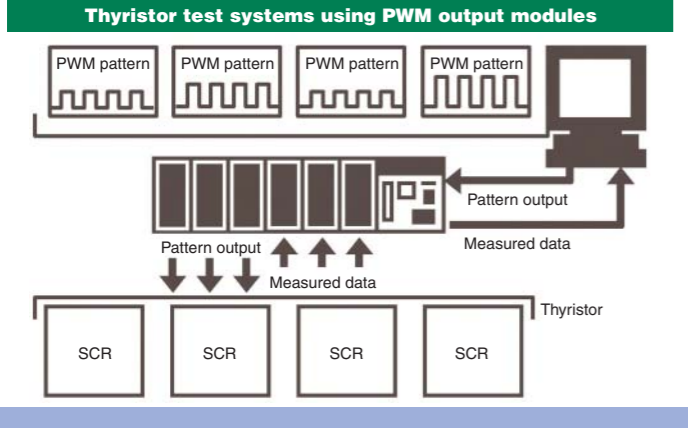 Thyristor test systems using PWM output modules
PWM pattern
PWM pattern
PWM pattern
PWM pattern
Pattern output
Measured data
Pattern output
Measured data
Thyristor
SCR
SCR
SCR
SCR